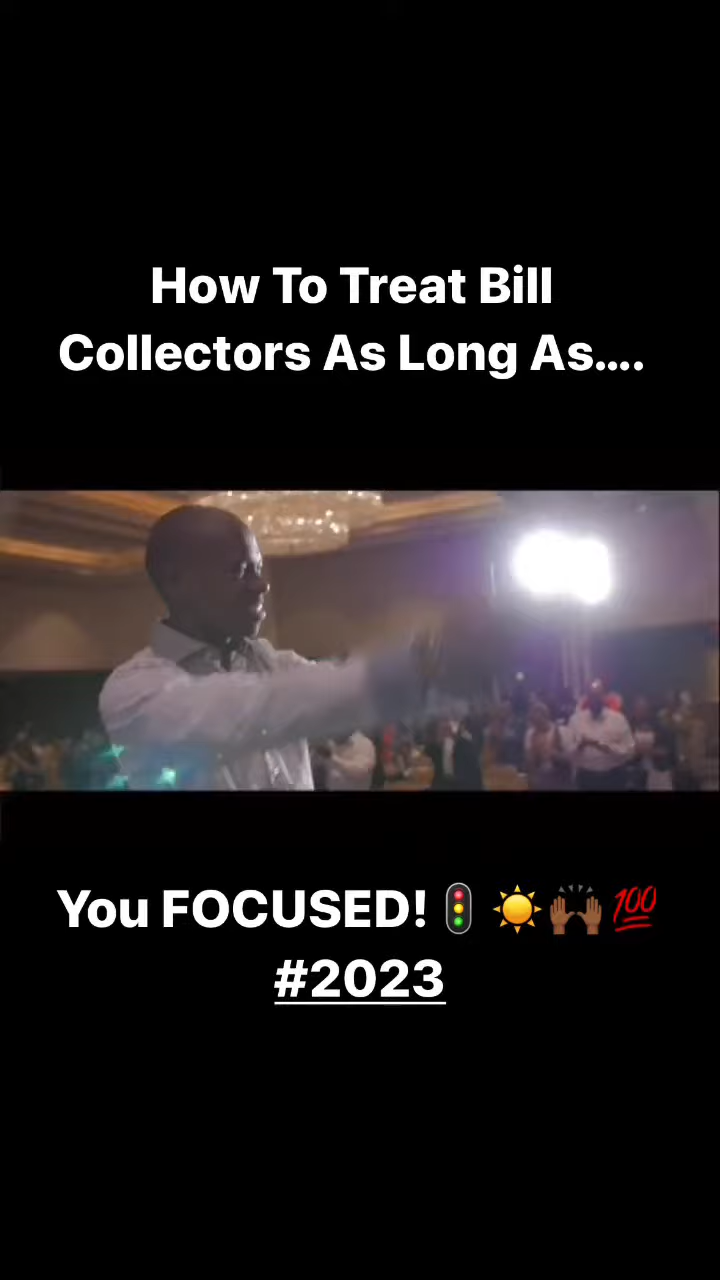 How To Treat Bill
Collectors As Long As....
You FOCUSED!🚦☀️🙌🏾💯
#2023